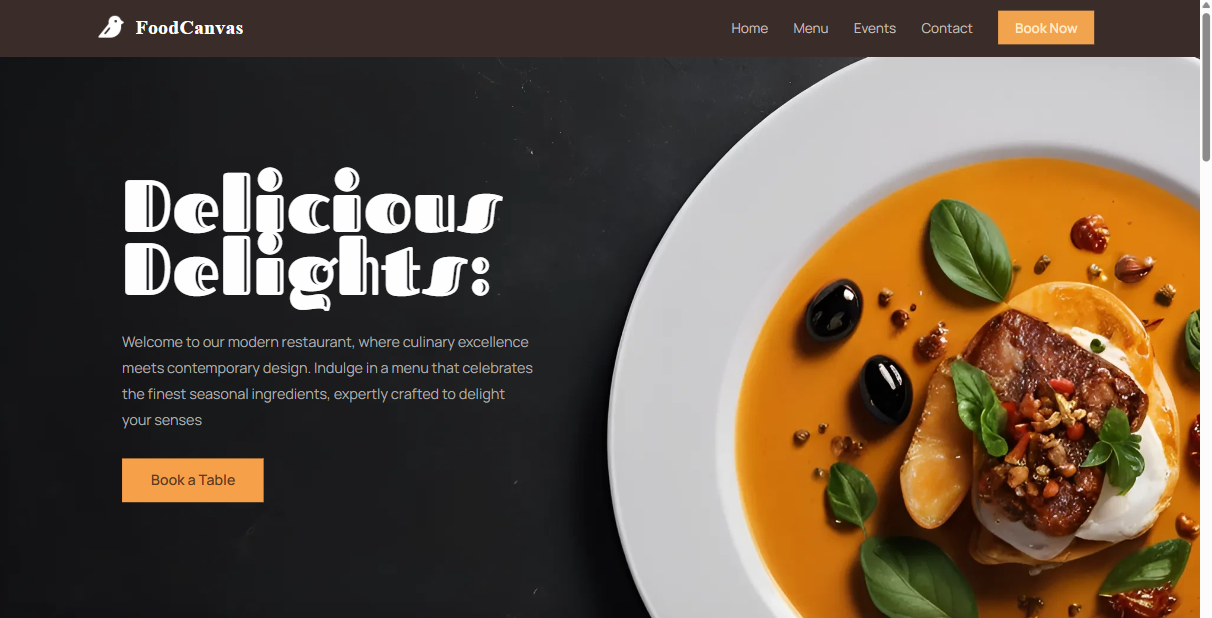 FoodCanvas
Home Menu Events Contact Book Now
Delicious
Delights:
Welcome to our modern restaurant, where culinary excellence
meets contemporary design. Indulge in a menu that celebrates
the finest seasonal ingredients, expertly crafted to delight
your senses
Book a Table